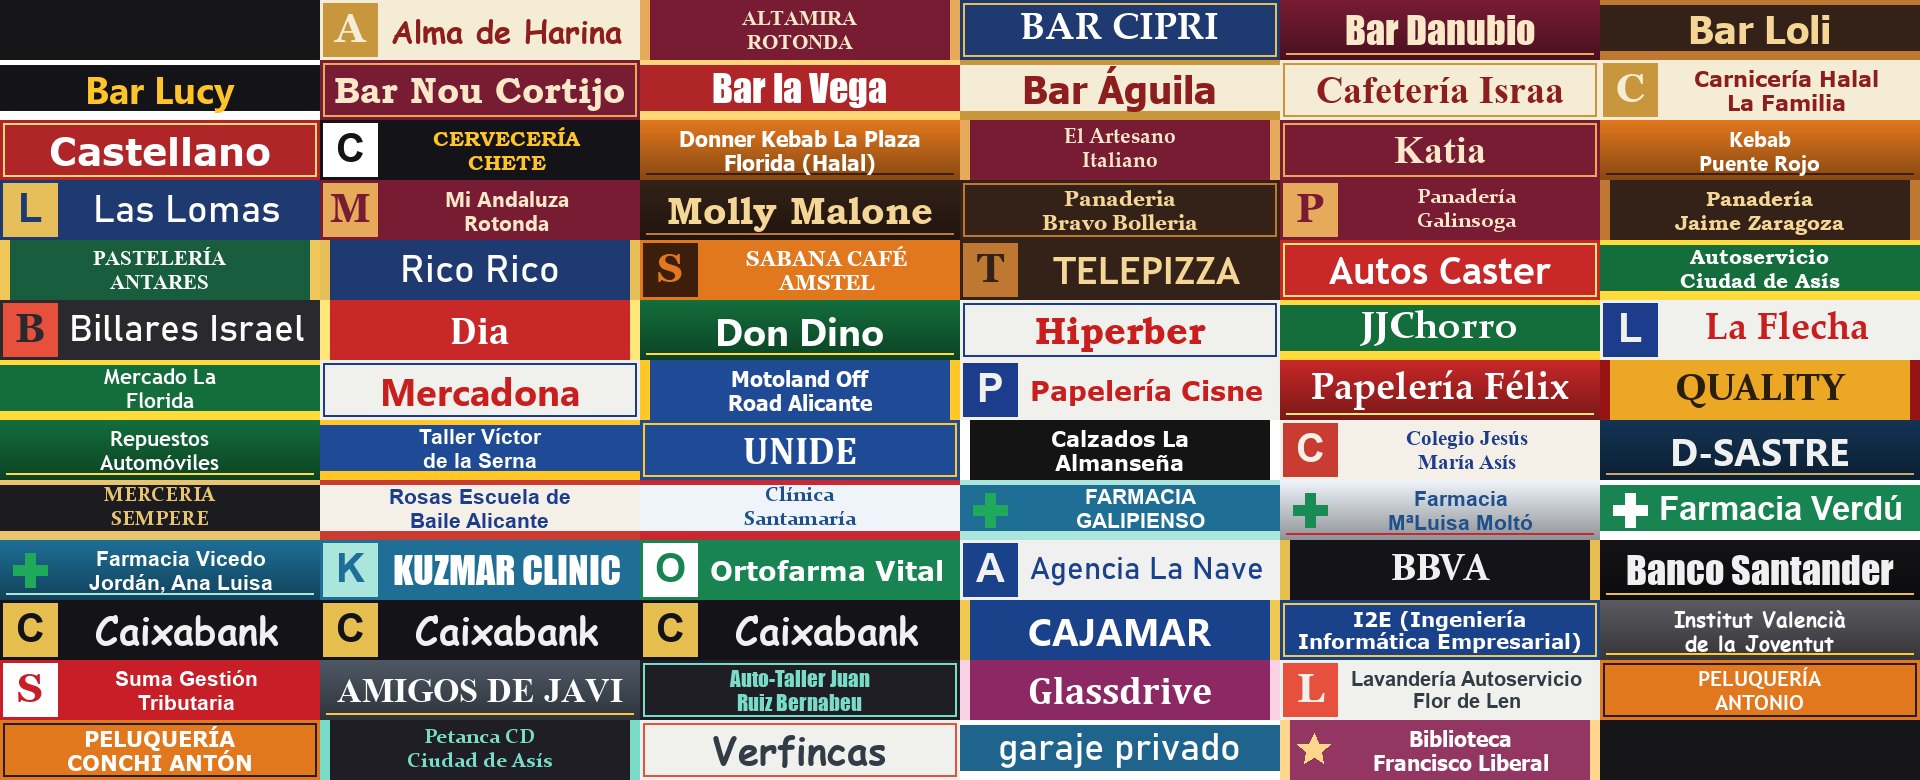 A Alma de Harina
ALTAMIRA
ROTONDA
BAR CIPRI
Bar Danubio
Bar Loli
Bar Lucy
Bar Nou Cortijo
Bar la Vega
Bar Águila
Cafetería Israa
C Carnicería Halal
La Familia
Castellano
C CERVECERÍA
CHETE
Donner Kebab La Plaza
Florida (Halal)
El Artesano
Italiano
Katia
Kebab
Puente Rojo
L Las Lomas
M Mi Andaluza
Rotonda
Molly Malone
Panaderia
Bravo Bolleria
P Panadería
Galinsoga
Panadería
Jaime Zaragoza
PASTELERÍA
ANTARES
Rico Rico
S SABANA CAFÉ
AMSTEL
T TELEPIZZA
Autos Caster
Autoservicio
Ciudad de Asís
B Billares Israel
Dia
Don Dino
Hiperber
JJChorro
L La Flecha
Mercado La
Florida
Mercadona
Motoland Off
Road Alicante
P Papelería Cisne
Papelería Félix
QUALITY
Repuestos
Automóviles
Taller Víctor
de la Serna
UNIDE
Calzados La
Almanseña
C Colegio Jesús
María Asís
D-SASTRE
MERCERIA
SEMPERE
Rosas Escuela de
Baile Alicante
Clínica
Santamaría
FARMACIA
GALIPIENSO
Farmacia
MªLuisa Moltó
Farmacia Verdú
Farmacia Vicedo
Jordán, Ana Luisa
K KUZMAR CLINIC
O Ortofarma Vital
A Agencia La Nave
BBVA
Banco Santander
C Caixabank
C Caixabank
C Caixabank
CAJAMAR
I2E (Ingeniería
Informática Empresarial)
Institut Valencià
de la Joventut
S Suma Gestión
Tributaria
AMIGOS DE JAVI
Auto-Taller Juan
Ruiz Bernabeu
Glassdrive
L Lavandería Autoservicio
Flor de Len
PELUQUERÍA
ANTONIO
PELUQUERÍA
CONCHI ANTÓN
Petanca CD
Ciudad de Asís
Verfincas
garaje privado
Biblioteca
Francisco Liberal